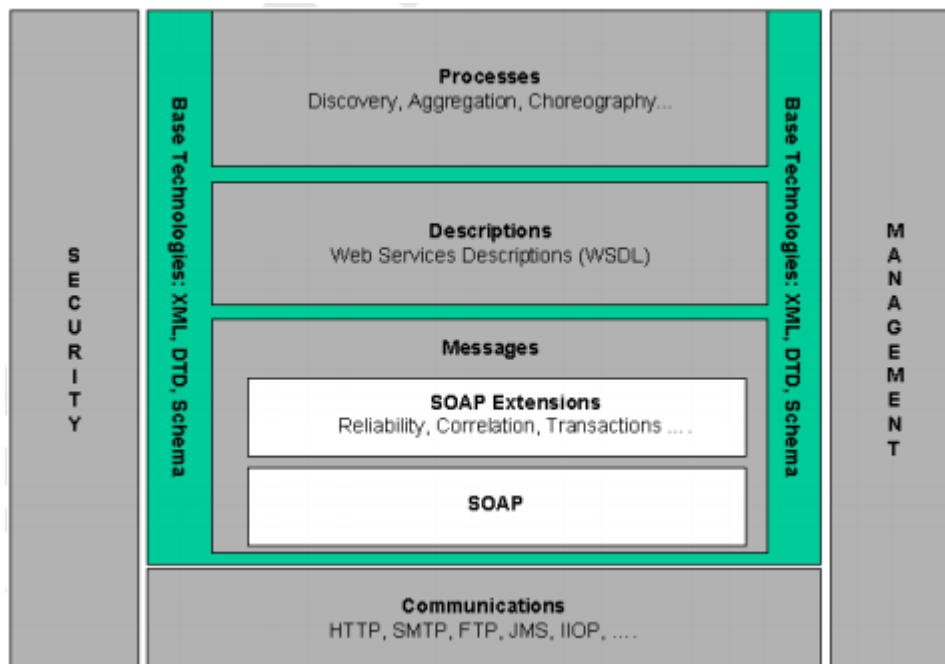 SECURITY
Base Technologies: XML, DTD, Schema
Processes
Discovery, Aggregation, Choreography...
Descriptions
Web Services Descriptions (WSDL)
Messages
SOAP Extensions
Reliability, Correlation, Transactions ... .
SOAP
Base Technologies: XML, DTD, Schema
MANAGEMENT
Communications
HTTP, SMTP, FTP, JMS, IIOP, ... .